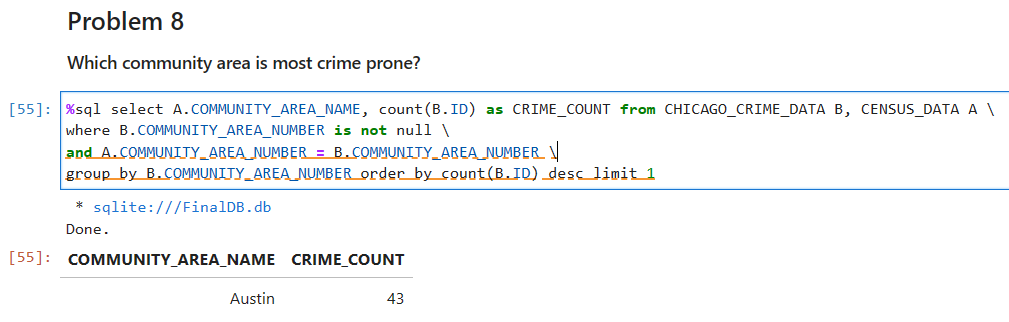 Problem 8
Which community area is most crime prone?
[55]: %sql select A.COMMUNITY_AREA_NAME, count(B.ID) as CRIME_COUNT from CHICAGO_CRIME_DATA B, CENSUS_DATA A \
where B.COMMUNITY_AREA_NUMBER is not null \
and A.COMMUNITY_AREA_NUMBER = B.COMMUNITY_AREA_NUMBER \
group by B.COMMUNITY_AREA_NUMBER order by count(B.ID) desc limit 1
* sqlite:///FinalDB.db
Done.
[55]: COMMUNITY_AREA_NAME CRIME_COUNT
Austin 43